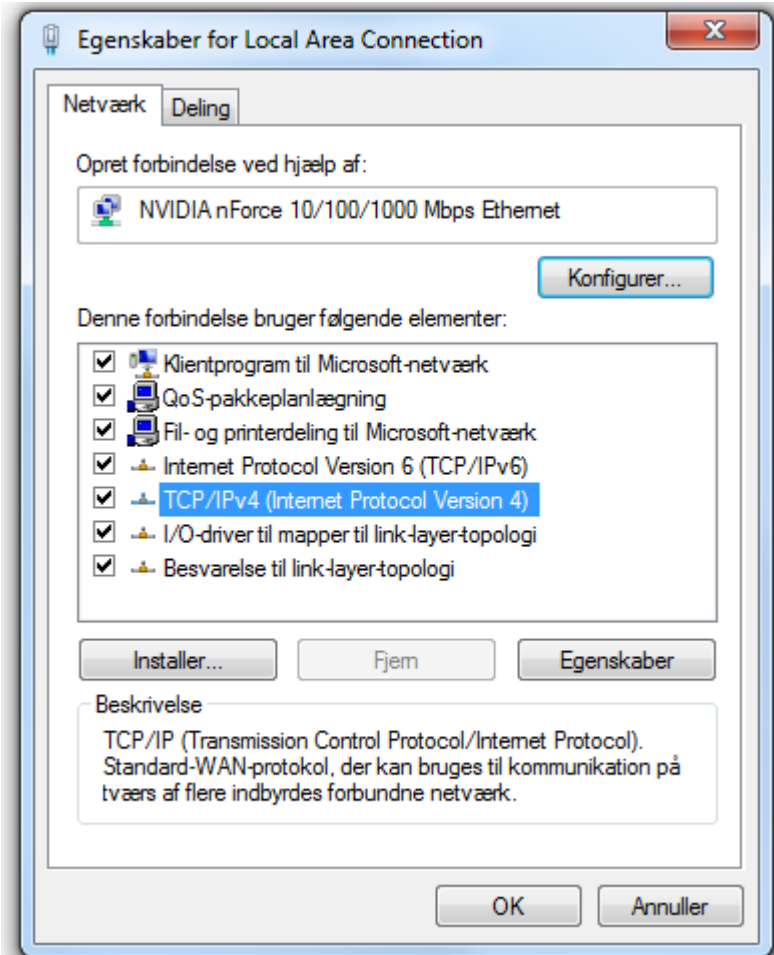 Egenskaber for Local Area Connection
Netværk
Deling
Opret forbindelse ved hjælp af:
NVIDIA nForce 10/100/1000 Mbps Ethernet
Konfigurer...
Denne forbindelse bruger følgende elementer:
Klientprogram til Microsoft-netværk
QoS-pakkeplanlægning
Fil- og printerdeling til Microsoft-netværk
Internet Protocol Version 6 (TCP/IPv6)
TCP/IPv4 (Internet Protocol Version 4)
I/O-driver til mapper til link-layer-topologi
Besvarelse til link-layer-topologi
Installer...
Fjern
Egenskaber
Beskrivelse
TCP/IP (Transmission Control Protocol/Internet Protocol).
Standard-WAN-protokol, der kan bruges til kommunikation på
tværs af flere indbyrdes forbundne netværk.
OK
Annuller